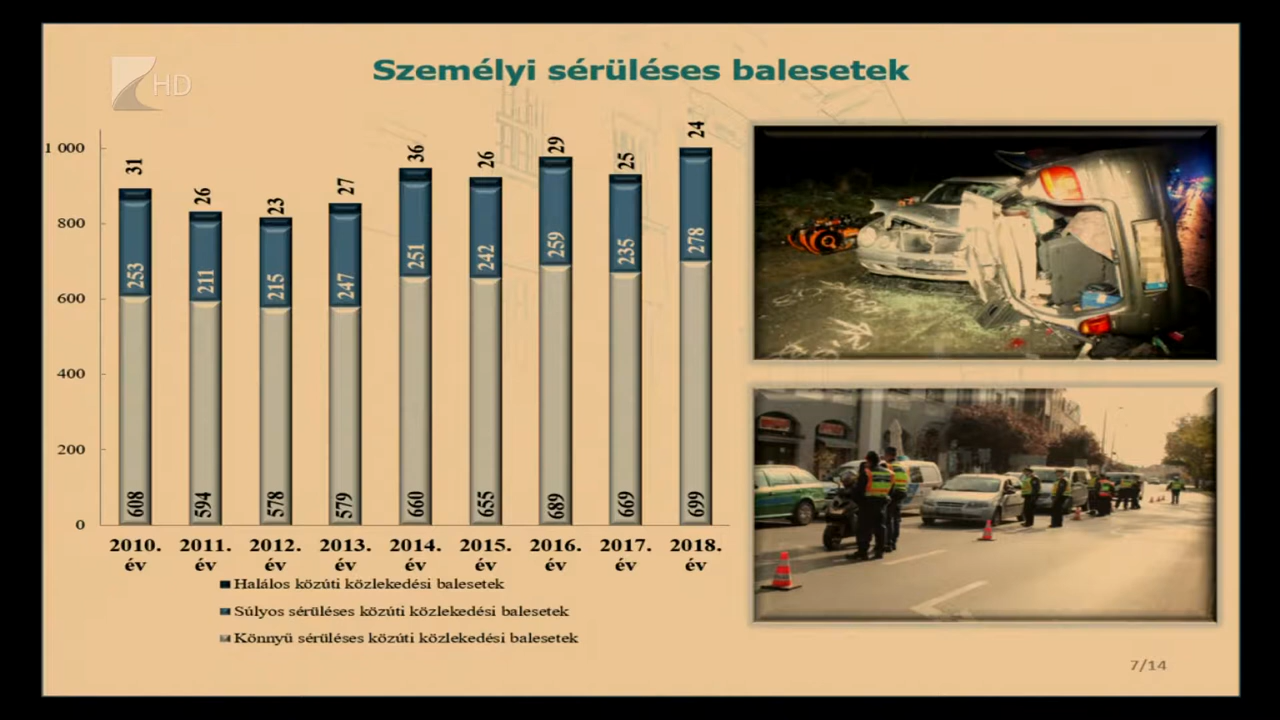 HD
Személyi sérüléses balesetek
1 000
800
600
400
200
0
31
26
23
27
36
26
29
25
24
253
211
215
247
251
242
259
235
278
608
594
578
579
660
655
689
669
699
2010. év
2011. év
2012. év
2013. év
2014. év
2015. év
2016. év
2017. év
2018. év
Halálos közúti közlekedési balesetek
Súlyos sérüléses közúti közlekedési balesetek
Könnyű sérüléses közúti közlekedési balesetek
7/14